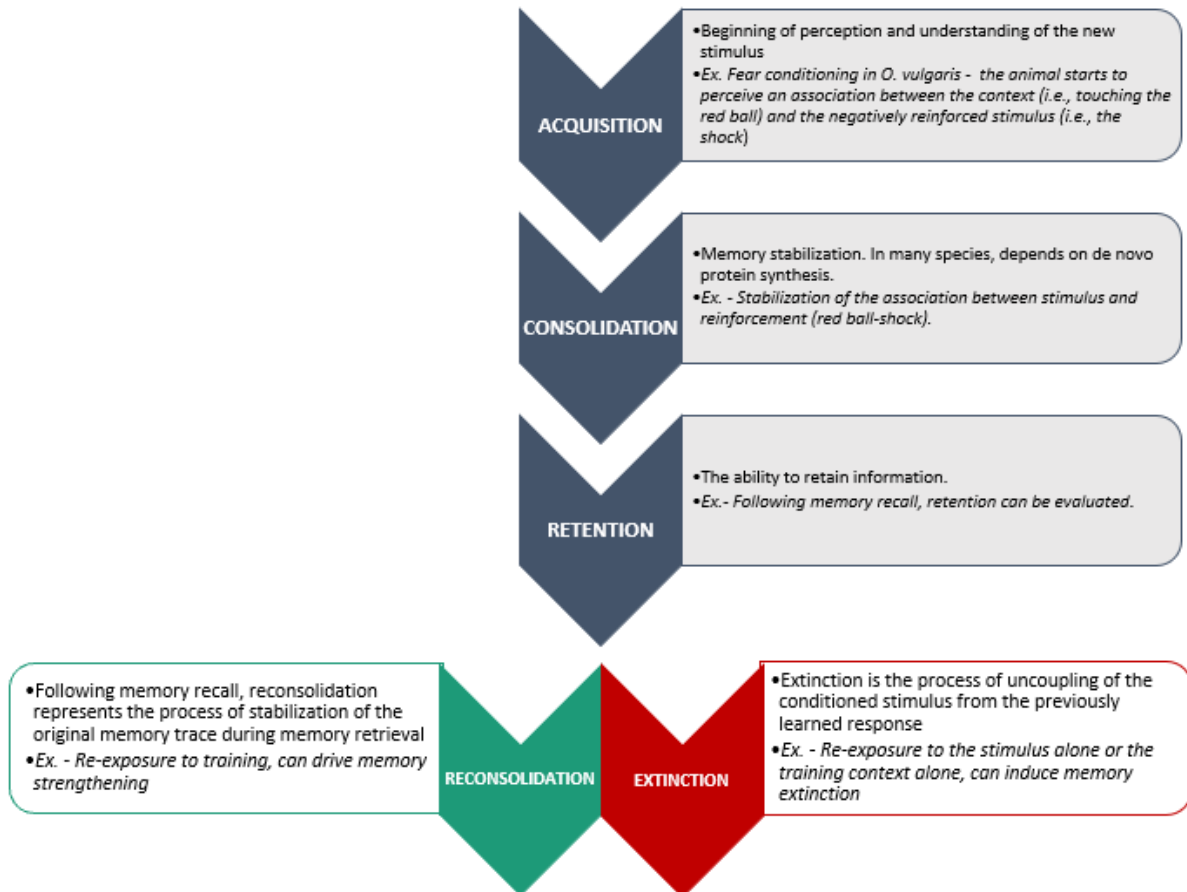 •Beginning of perception and understanding of the new
stimulus
•Ex. Fear conditioning in O. vulgaris - the animal starts to
perceive an association between the context (i.e., touching the
red ball) and the negatively reinforced stimulus (i.e., the
shock)
ACQUISITION
•Memory stabilization. In many species, depends on de novo
protein synthesis.
•Ex. - Stabilization of the association between stimulus and
reinforcement (red ball-shock).
CONSOLIDATION
•The ability to retain information.
•Ex.- Following memory recall, retention can be evaluated.
RETENTION
•Following memory recall, reconsolidation
represents the process of stabilization of the
original memory trace during memory retrieval
•Ex. - Re-exposure to training, can drive memory
strengthening
RECONSOLIDATION
EXTINCTION
•Extinction is the process of uncoupling of the
conditioned stimulus from the previously
learned response
•Ex. - Re-exposure to the stimulus alone or the
training context alone, can induce memory
extinction